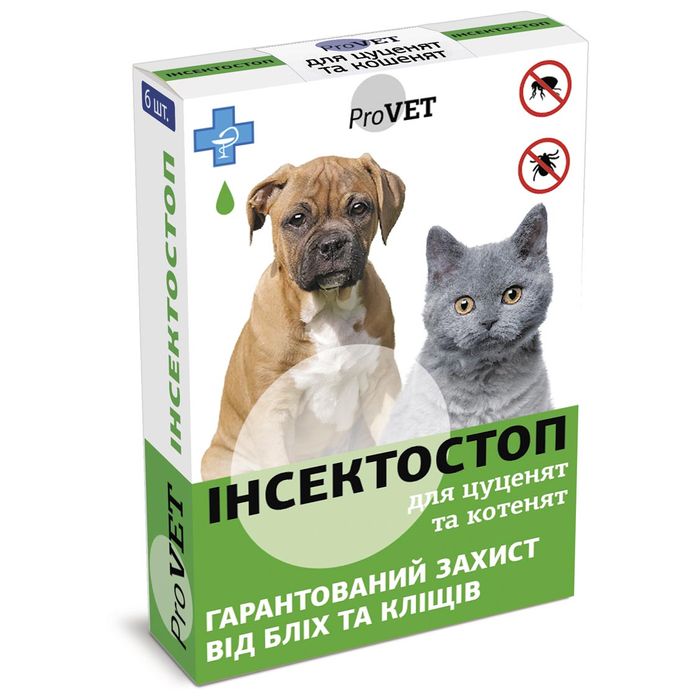 ІНСЕКТОСТОП
ProVET
для цуценят
та кошенят
6 шт.
ІНСЕКТОСТОП
ProVET
ProVET
ІНСЕКТОСТОП
для цуценят
та котенят
ГАРАНТОВАНИЙ ЗАХИСТ
ВІД БЛІХ ТА КЛІЩІВ